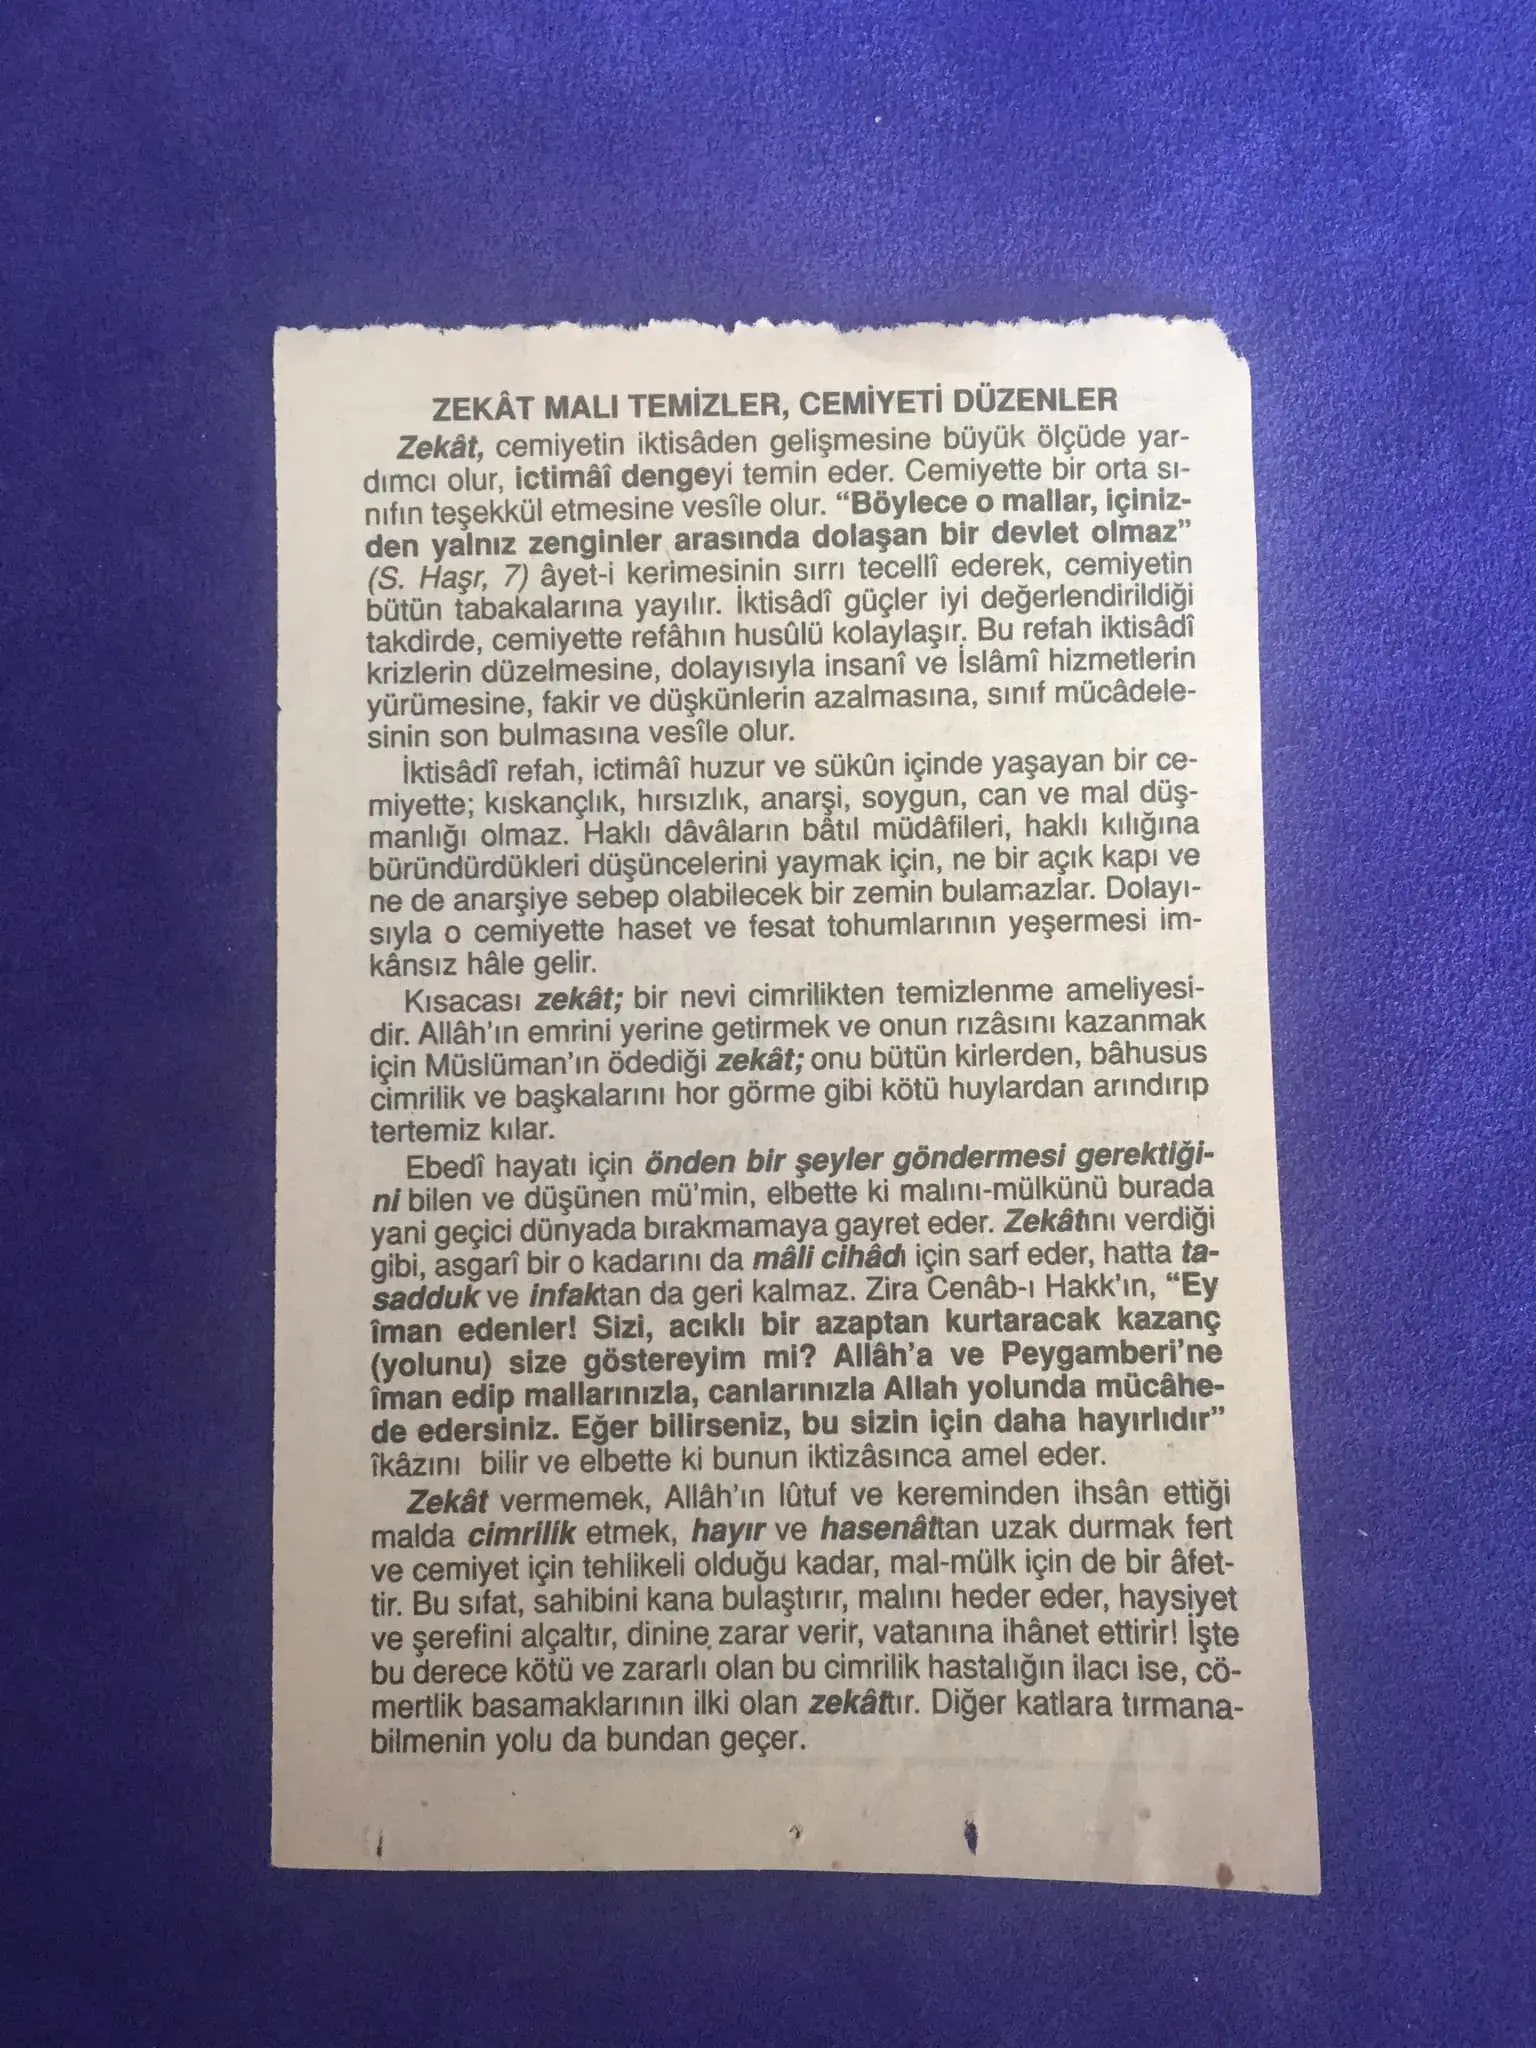 ZEKÂT MALI TEMİZLER, CEMİYETİ DÜZENLER
Zekât, cemiyetin iktisâden gelişmesine büyük ölçüde yar-
dımcı olur, ictimâî dengeyi temin eder. Cemiyette bir orta sı-
nıfın teşekkül etmesine vesîle olur. “Böylece o mallar, içiniz-
den yalnız zenginler arasında dolaşan bir devlet olmaz”
(S. Haşr, 7) âyet-i kerimesinin sırrı tecellî ederek, cemiyetin
bütün tabakalarına yayılır. İktisâdî güçler iyi değerlendirildiği
takdirde, cemiyette refâhın husûlü kolaylaşır. Bu refah iktisâdî
krizlerin düzelmesine, dolayısıyla insanî ve İslâmî hizmetlerin
yürümesine, fakir ve düşkünlerin azalmasına, sınıf mücâdele-
sinin son bulmasına vesîle olur.
İktisâdî refah, ictimâî huzur ve sükûn içinde yaşayan bir ce-
miyette; kıskançlık, hırsızlık, anarşi, soygun, can ve mal düş-
manlığı olmaz. Haklı dâvâların bâtıl müdâfileri, haklı kılığına
büründürdükleri düşüncelerini yaymak için, ne bir açık kapı ve
ne de anarşiye sebep olabilecek bir zemin bulamazlar. Dolayı-
sıyla o cemiyette haset ve fesat tohumlarının yeşermesi im-
kânsız hâle gelir.
Kısacası zekât; bir nevi cimrilikten temizlenme ameliyesi-
dir. Allâh’ın emrini yerine getirmek ve onun rızâsını kazanmak
için Müslüman’ın ödediği zekât; onu bütün kirlerden, bâhusus
cimrilik ve başkalarını hor görme gibi kötü huylardan arındırıp
tertemiz kılar.
Ebedî hayatı için önden bir şeyler göndermesi gerektiği-
ni bilen ve düşünen mü’min, elbette ki malını-mülkünü burada
yani geçici dünyada bırakmamaya gayret eder. Zekâtını verdiği
gibi, asgarî bir o kadarını da mâli cihâdı için sarf eder, hatta ta-
sadduk ve infaktan da geri kalmaz. Zira Cenâb-ı Hakk’ın, “Ey
îman edenler! Sizi, acıklı bir azaptan kurtaracak kazanç
(yolunu) size göstereyim mi? Allâh’a ve Peygamberi’ne
îman edip mallarınızla, canlarınızla Allah yolunda mücâhe-
de edersiniz. Eğer bilirseniz, bu sizin için daha hayırlıdır”
îkâzını bilir ve elbette ki bunun iktizâsınca amel eder.
Zekât vermemek, Allâh’ın lûtuf ve kereminden ihsân ettiği
malda cimrilik etmek, hayır ve hasenâttan uzak durmak fert
ve cemiyet için tehlikeli olduğu kadar, mal-mülk için de bir âfet-
tir. Bu sıfat, sahibini kana bulaştırır, malını heder eder, haysiyet
ve şerefini alçaltır, dinine zarar verir, vatanına ihânet ettirir! İşte
bu derece kötü ve zararlı olan bu cimrilik hastalığın ilacı ise, cö-
mertlik basamaklarının ilki olan zekâttır. Diğer katlara tırmana-
bilmenin yolu da bundan geçer.